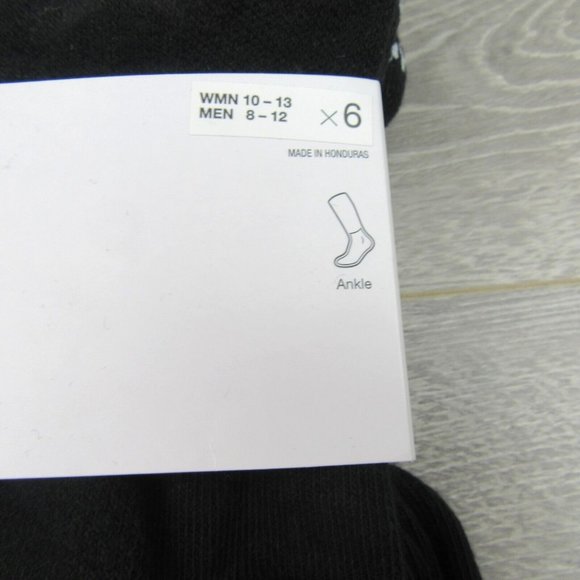 WMN 10 – 13
MEN 8 – 12 ×6
MADE IN HONDURAS
Ankle